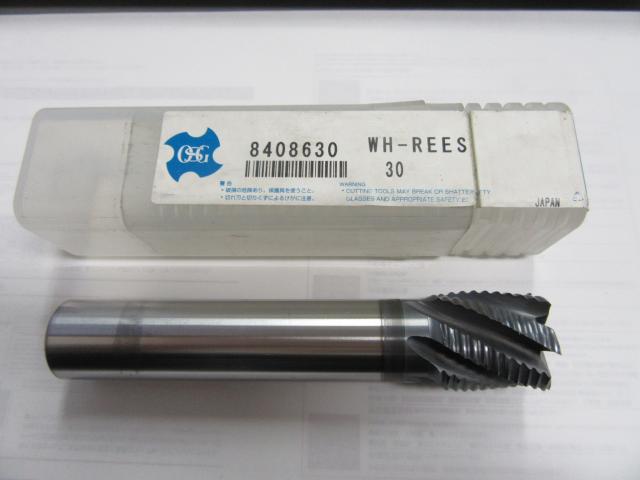 OSG
8408630 WH-REES
30
警告
・破損の危険あり、保護具を使うこと。
・切れ刃と切かくずによるけがに注意。
WARNING
・CUTTING TOOLS MAY BREAK OR SHATTER
GLASSES AND APPROPRIATE SAFETY
JAPAN